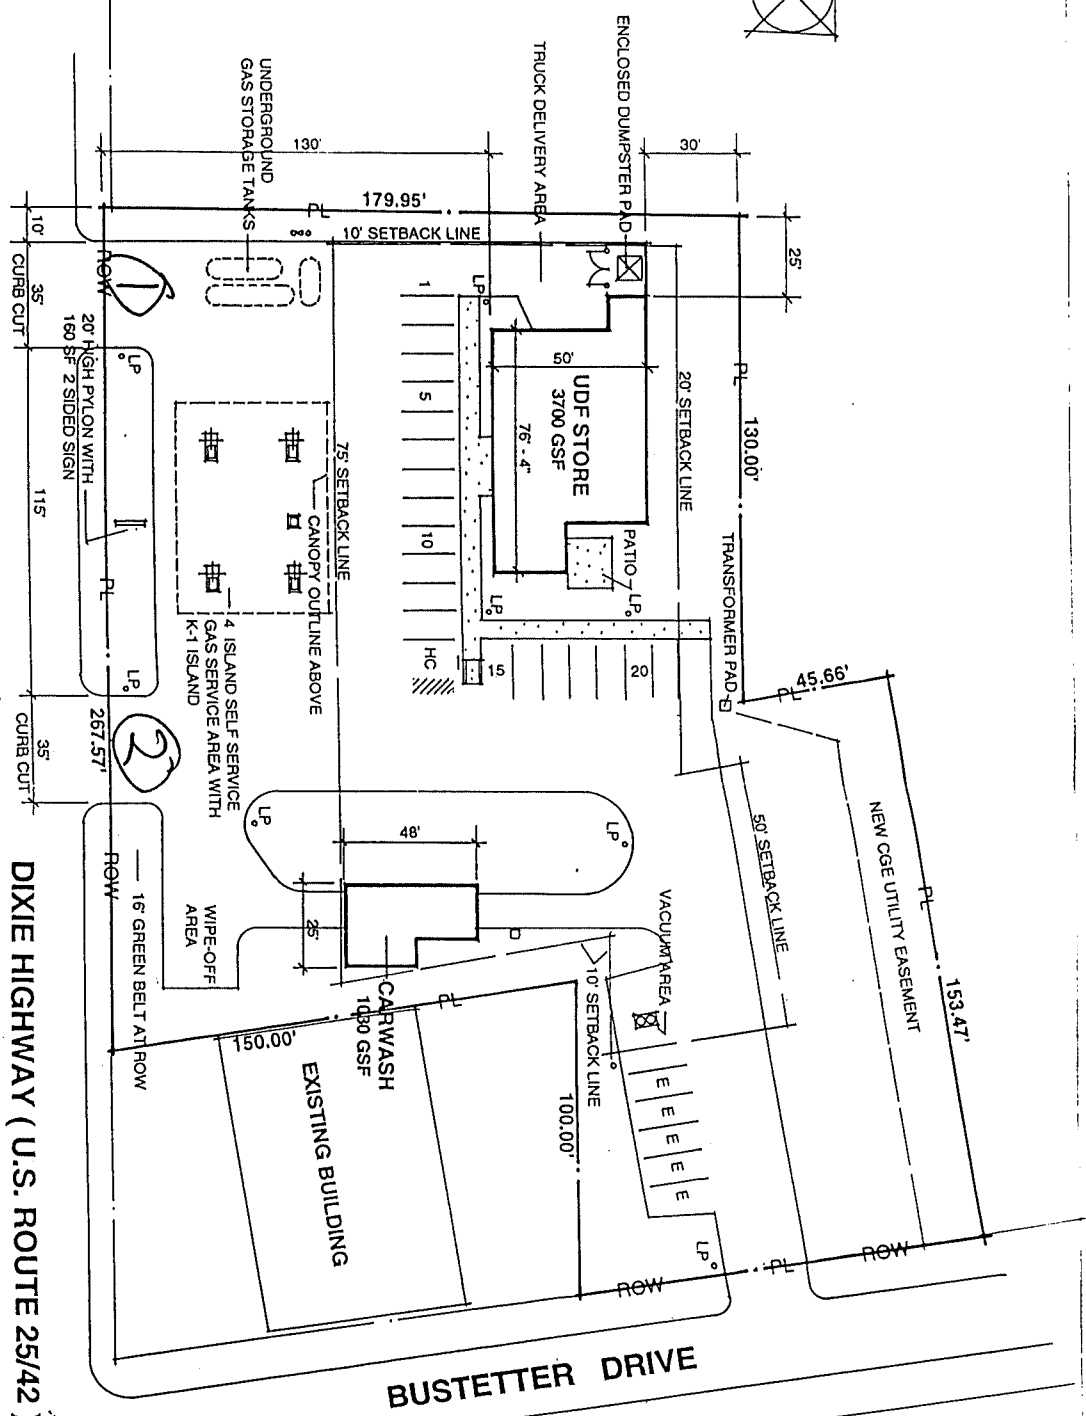 ENCLOSED DUMPSTER PAD
TRUCK DELIVERY AREA
UNDERGROUND
GAS STORAGE TANKS
130'
30'
179.95'
PL
10' SETBACK LINE
25'
10'
35'
CURB CUT
ROW
1
20' HIGH PYLON WITH
160 SF 2 SIDED SIGN
LP
LP
1
5
10
HC
15
20
50'
76' - 4"
UDF STORE
3700 GSF
20' SETBACK LINE
PL
130.00'
75' SETBACK LINE
CANOPY OUTLINE ABOVE
PATIO
LP
LP
TRANSFORMER PAD
115'
PL
LP
4 ISLAND SELF SERVICE
GAS SERVICE AREA WITH
K-1 ISLAND
45.66'
PL
267.57'
2
35'
CURB CUT
LP
48'
LP
50' SETBACK LINE
NEW CGE UTILITY EASEMENT
PL
153.47'
ROW
16' GREEN BELT AT ROW
WIPE-OFF
AREA
25'
CARWASH
1030 GSF
VACUUM AREA
10' SETBACK LINE
PL
150.00'
EXISTING BUILDING
100.00'
E
E
E
E
E
LP
ROW
PL
ROW
DIXIE HIGHWAY ( U.S. ROUTE 25/42 )
BUSTETTER DRIVE